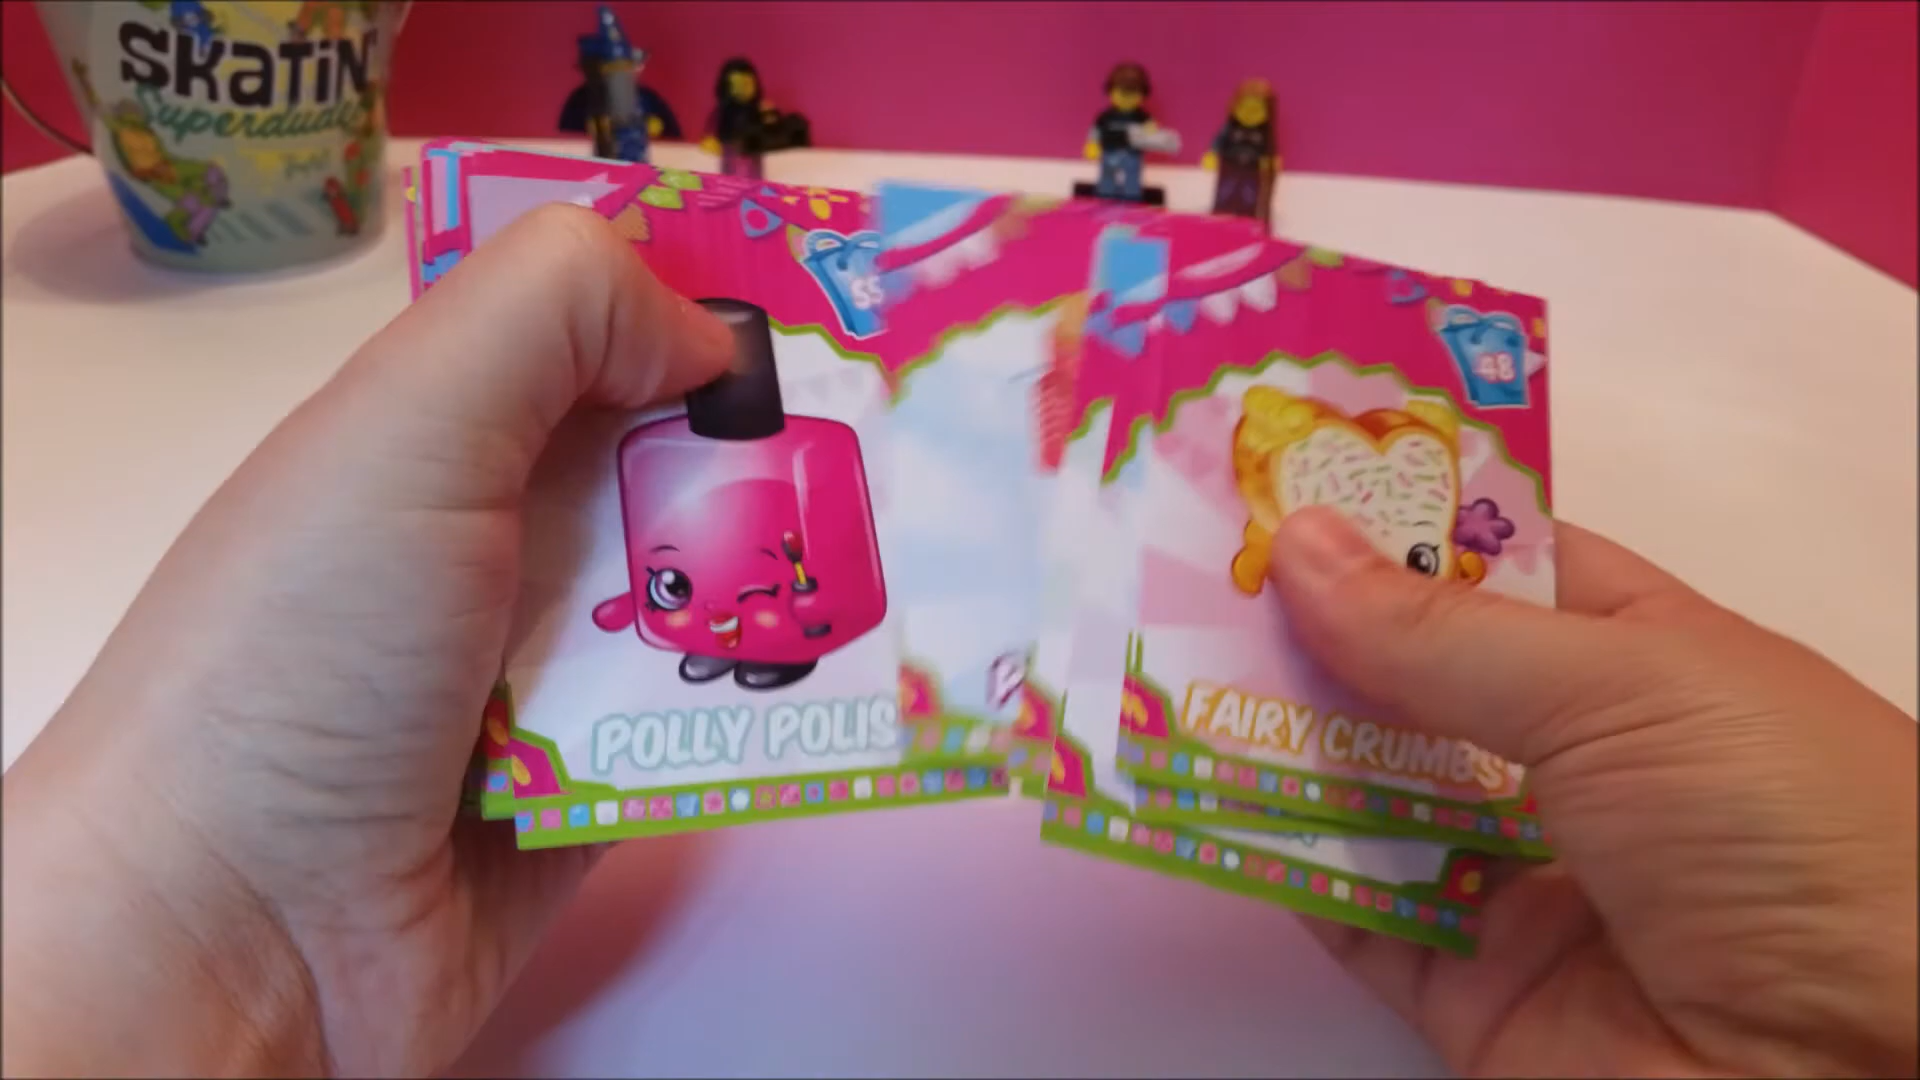 SKATIN'
Superdude
55
48
POLLY POLIS
FAIRY CRUMBS